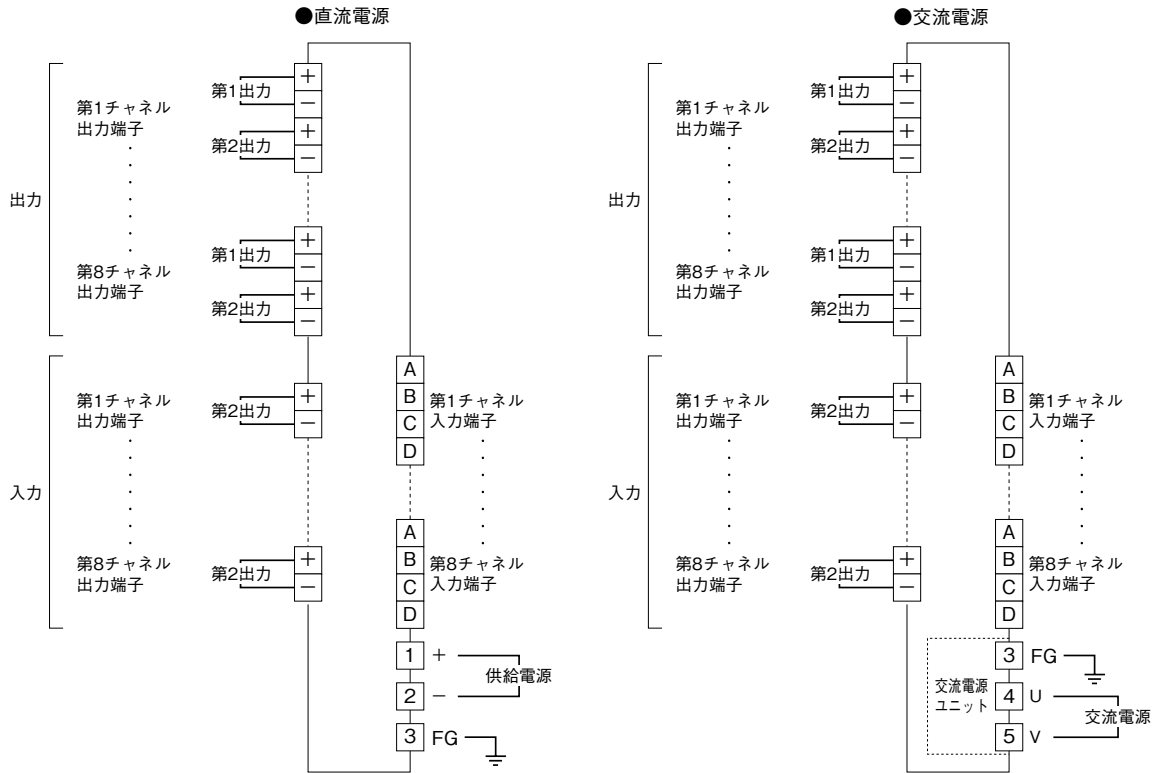 ●直流電源
出力
第1チャネル
出力端子
第1出力
+
−
第2出力
+
−
第8チャネル
出力端子
第1出力
+
−
第2出力
+
−
入力
第1チャネル
出力端子
第2出力
+
−
第8チャネル
出力端子
第2出力
+
−
A
B
C
D
第1チャネル
入力端子
A
B
C
D
第8チャネル
入力端子
1 +
2 −
供給電源
3 FG
●交流電源
出力
第1チャネル
出力端子
第1出力
+
−
第2出力
+
−
第8チャネル
出力端子
第1出力
+
−
第2出力
+
−
入力
第1チャネル
出力端子
第2出力
+
−
第8チャネル
出力端子
第2出力
+
−
A
B
C
D
第1チャネル
入力端子
A
B
C
D
第8チャネル
入力端子
交流電源
ユニット
3 FG
4 U
5 V
交流電源